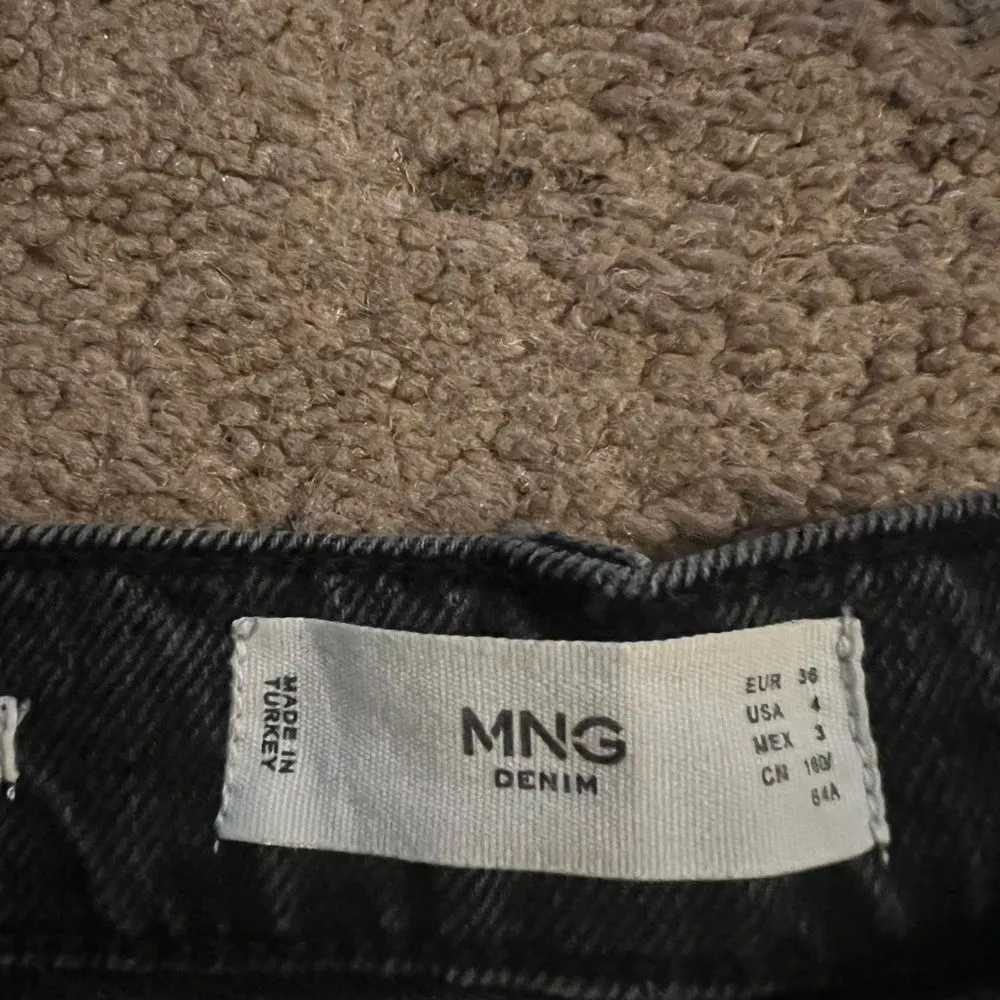 MADE IN
TURKEY
MNG
DENIM
EUR 36
USA 4
MEX 3
CN 160/
64A